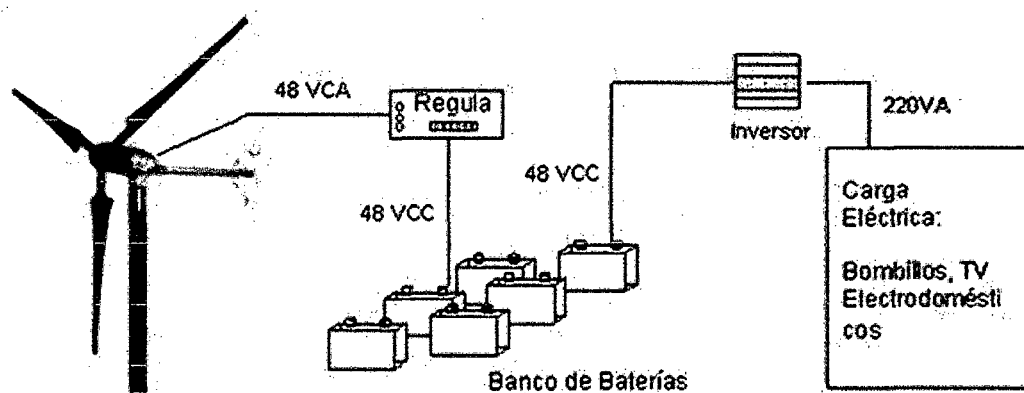 48 VCA
Regula
48 VCC
48 VCC
Inversor
220VA
Carga
Eléctrica:
Bombillos, TV
Electrodomésti
cos
Banco de Baterías